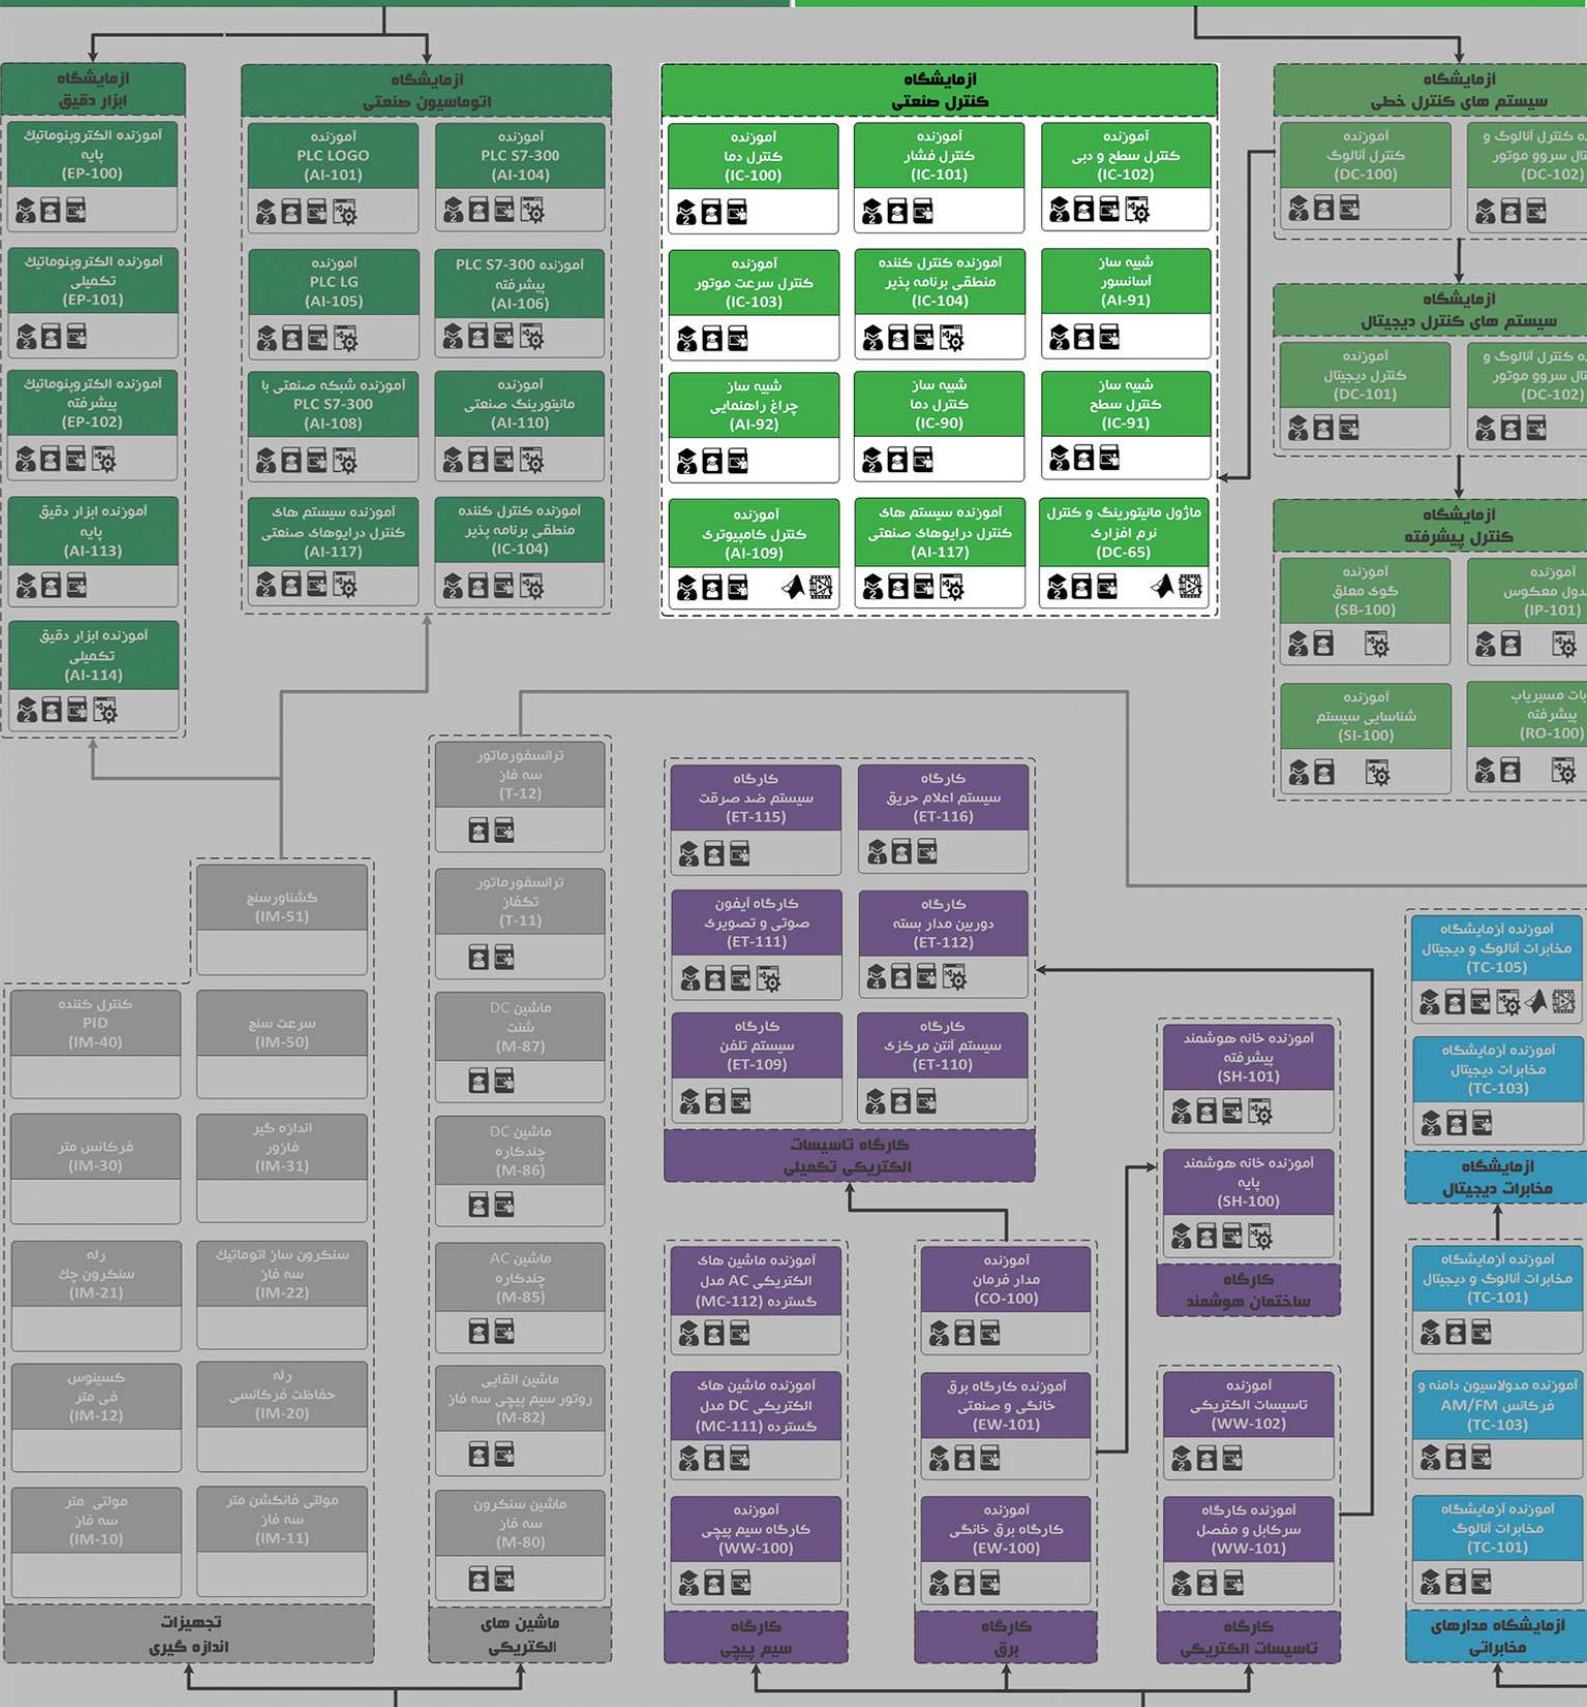 آزمایشگاه
ابزار دقیق
آموزنده الکتروپنوماتیک
پایه
(EP-100)
آموزنده الکتروپنوماتیک
تکمیلی
(EP-101)
آموزنده الکتروپنوماتیک
پیشرفته
(EP-102)
آموزنده ابزار دقیق
پایه
(AI-113)
آموزنده ابزار دقیق
تکمیلی
(AI-114)
آزمایشگاه
اتوماسیون صنعتی
آموزنده
PLC LOGO
(AI-101)
آموزنده
PLC S7-300
(AI-104)
آموزنده
PLC LG
(AI-105)
آموزنده PLC S7-300
پیشرفته
(AI-106)
آموزنده شبکه صنعتی با
PLC S7-300
(AI-108)
آموزنده
مانیتورینگ صنعتی
(AI-110)
آموزنده سیستم های
کنترل درایوهای صنعتی
(AI-117)
آموزنده کنترل کننده
منطقی برنامه پذیر
(IC-104)
آزمایشگاه
کنترل صنعتی
آموزنده
کنترل دما
(IC-100)
آموزنده
کنترل فشار
(IC-101)
آموزنده
کنترل سطح و دبی
(IC-102)
آموزنده
کنترل سرعت موتور
(IC-103)
آموزنده کنترل کننده
منطقی برنامه پذیر
(IC-104)
شبیه ساز
آسانسور
(AI-91)
شبیه ساز
چراغ راهنمایی
(AI-92)
شبیه ساز
کنترل دما
(IC-90)
شبیه ساز
کنترل سطح
(IC-91)
آموزنده
کنترل کامپیوتری
(AI-109)
آموزنده سیستم های
کنترل درایوهای صنعتی
(AI-117)
ماژول مانیتورینگ و کنترل
نرم افزاری
(DC-65)
آزمایشگاه
سیستم های کنترل خطی
آموزنده
کنترل آنالوگ
(DC-100)
کنترل آنالوگ و
سروو موتور
(DC-102)
آزمایشگاه
سیستم های کنترل دیجیتال
آموزنده
کنترل دیجیتال
(DC-101)
کنترل آنالوگ و
سروو موتور
(DC-102)
آزمایشگاه
کنترل پیشرفته
آموزنده
گوی معلق
(SB-100)
آموزنده
معکوس
(IP-101)
آموزنده
شناسایی سیستم
(SI-100)
مسیریاب
پیشرفته
(RO-100)
ترانسفورماتور
سه فاز
(T-12)
ترانسفورماتور
تکفاز
(T-11)
ماشین DC
شنت
(M-87)
ماشین DC
چندکاره
(M-86)
ماشین AC
چندکاره
(M-85)
ماشین القایی
روتور سیم پیچی سه فاز
(M-82)
ماشین سنکرون
سه فاز
(M-80)
ماشین های
الکتریکی
گشتاورسنج
(IM-51)
کنترل کننده
PID
(IM-40)
سرعت سنج
(IM-50)
فرکانس متر
(IM-30)
اندازه گیر
فازور
(IM-31)
رله
سنکرون چک
(IM-21)
سنکرون ساز اتوماتیک
سه فاز
(IM-22)
کسینوس
فی متر
(IM-12)
رله
حفاظت فرکانسی
(IM-20)
مولتی متر
سه فاز
(IM-10)
مولتی فانکشن متر
سه فاز
(IM-11)
تجهیزات
اندازه گیری
کارگاه
سیستم ضد صرقت
(ET-115)
کارگاه
سیستم اعلام حریق
(ET-116)
کارگاه آیفون
صوتی و تصویری
(ET-111)
کارگاه
دوربین مدار بسته
(ET-112)
کارگاه
سیستم تلفن
(ET-109)
کارگاه
سیستم آنتن مرکزی
(ET-110)
کارگاه تاسیسات
الکتریکی تکمیلی
آموزنده ماشین های
الکتریکی AC مدل
گسترده (MC-112)
آموزنده ماشین های
الکتریکی DC مدل
گسترده (MC-111)
آموزنده
کارگاه سیم پیچی
(WW-100)
کارگاه
سیم پیچی
آموزنده
مدار فرمان
(CO-100)
آموزنده کارگاه برق
خانگی و صنعتی
(EW-101)
آموزنده
کارگاه برق خانگی
(EW-100)
کارگاه
برق
آموزنده خانه هوشمند
پیشرفته
(SH-101)
آموزنده خانه هوشمند
پایه
(SH-100)
کارگاه
ساختمان هوشمند
آموزنده
تاسیسات الکتریکی
(WW-102)
آموزنده کارگاه
سرکابل و مفصل
(WW-101)
کارگاه
تاسیسات الکتریکی
آموزنده آزمایشگاه
مخابرات آنالوگ و دیجیتال
(TC-105)
آموزنده آزمایشگاه
مخابرات دیجیتال
(TC-103)
آزمایشگاه
مخابرات دیجیتال
آموزنده آزمایشگاه
مخابرات آنالوگ و دیجیتال
(TC-101)
آموزنده مدولاسیون دامنه و
فرکانس AM/FM
(TC-103)
آموزنده آزمایشگاه
مخابرات آنالوگ
(TC-101)
آزمایشگاه مدارهای
مخابراتی